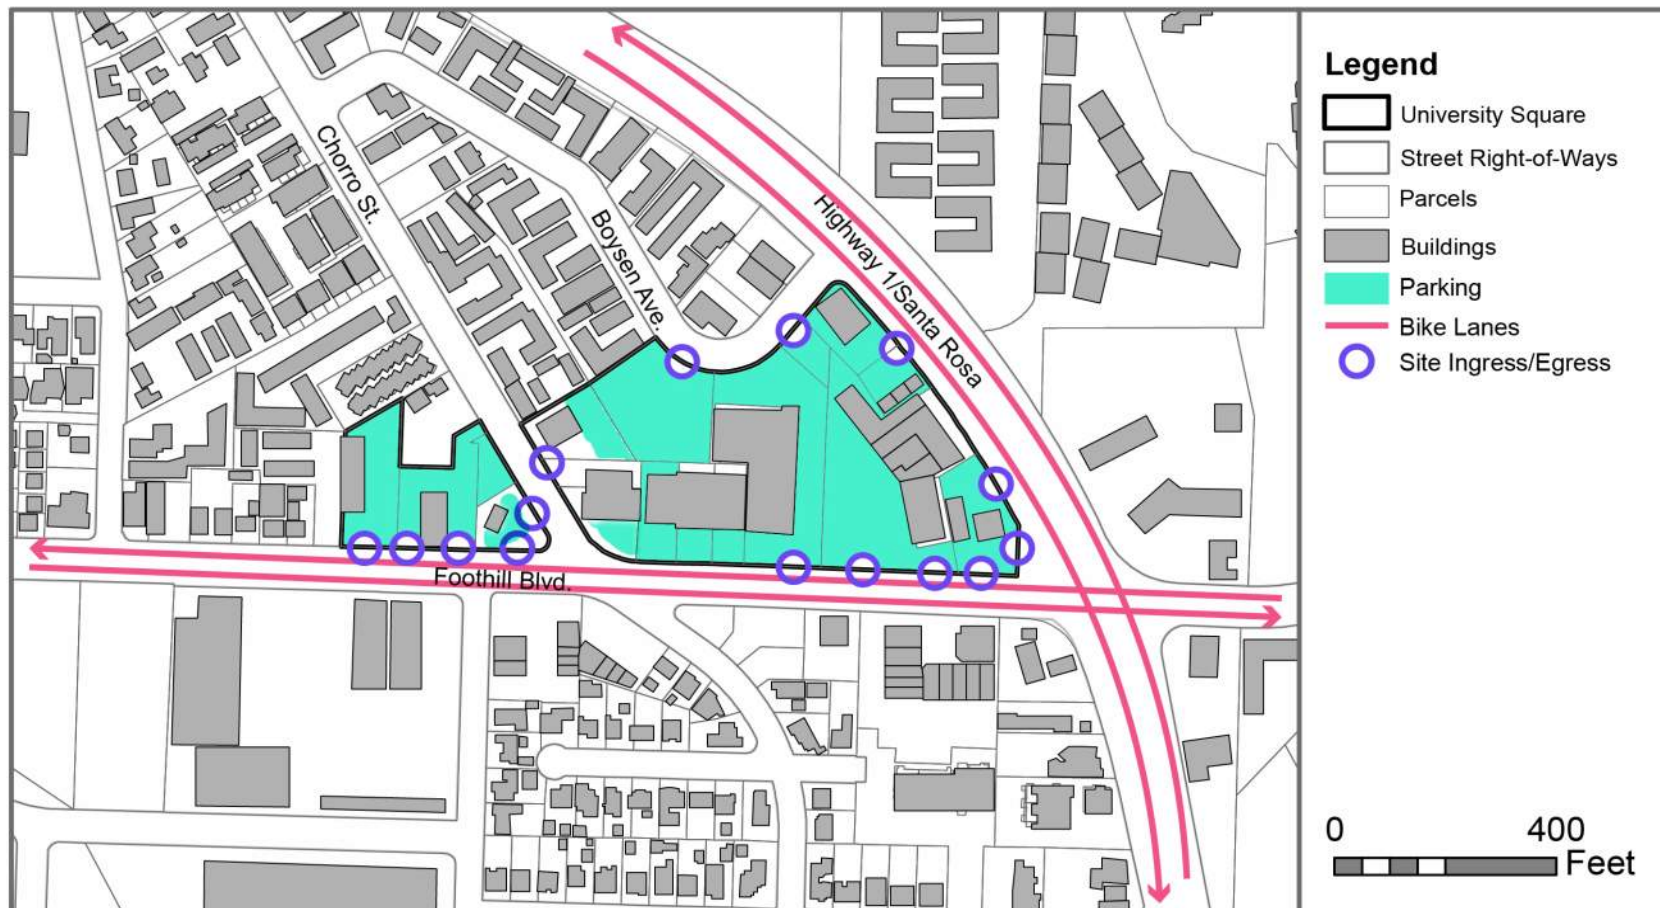 Chorro St.
Boysen Ave.
Highway 1/Santa Rosa
Foothill Blvd.
Legend
University Square
Street Right-of-Ways
Parcels
Buildings
Parking
Bike Lanes
Site Ingress/Egress
0 400
Feet